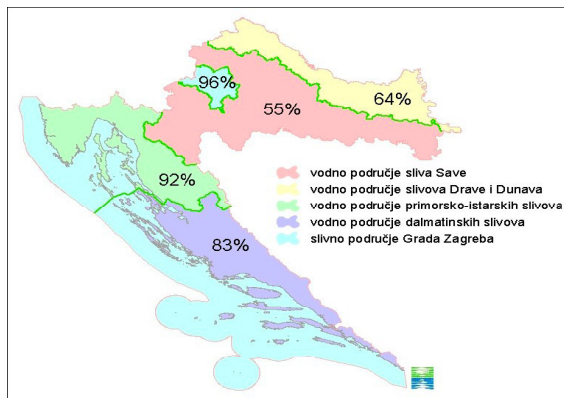 96%
64%
55%
92%
83%
vodno područje sliva Save
vodno područje slivova Drave i Dunava
vodno područje primorsko-istarskih slivova
vodno područje dalmatinskih slivova
slivno područje Grada Zagreba